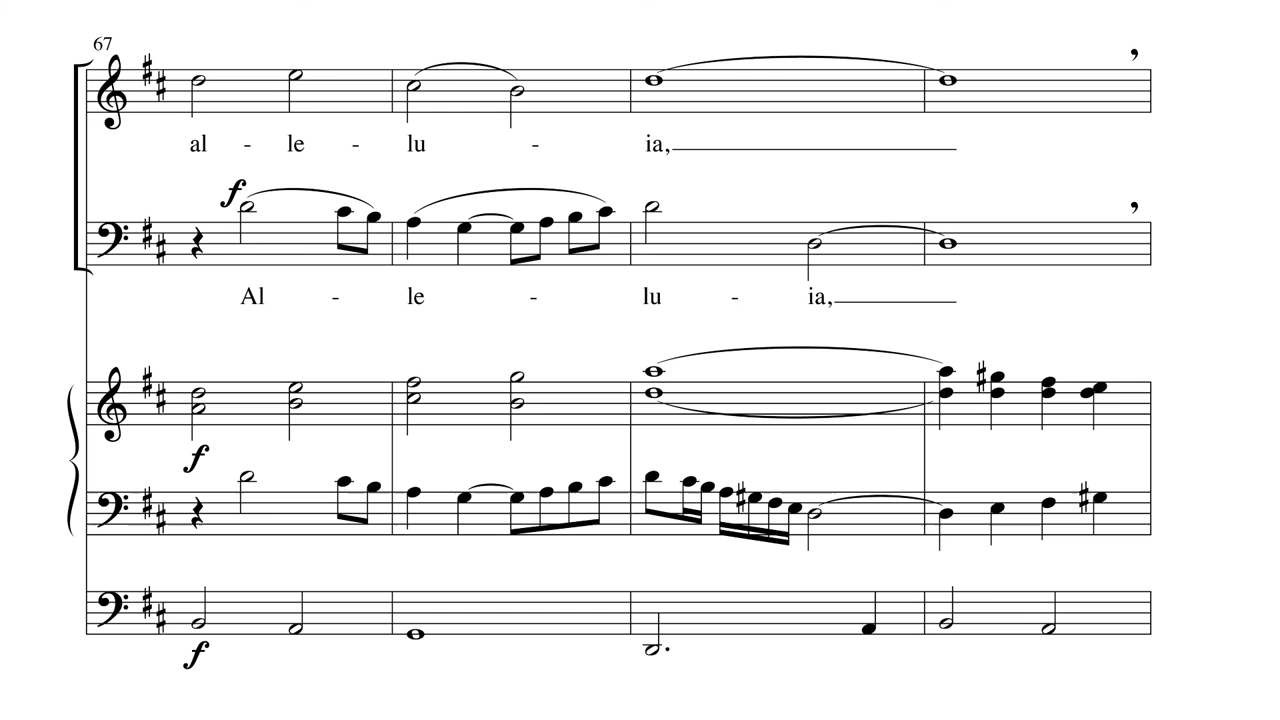 67
al - le - lu - ia,
f
Al - le - lu - ia,
f
f